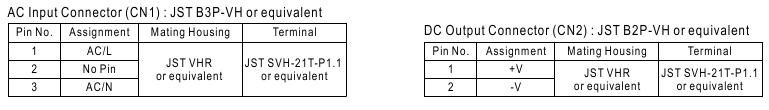 AC Input Connector (CN1) : JST B3P-VH or equivalent
Pin No. Assignment Mating Housing Terminal
1 AC/L JST VHR or equivalent JST SVH-21T-P1.1 or equivalent
2 No Pin
3 AC/N
DC Output Connector (CN2) : JST B2P-VH or equivalent
Pin No. Assignment Mating Housing Terminal
1 +V JST VHR or equivalent JST SVH-21T-P1.1 or equivalent
2 -V